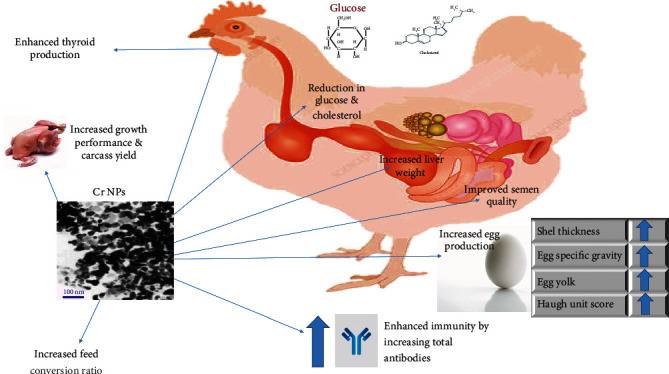 Glucose
Cholesterol
Enhanced thyroid
production
Reduction in
glucose &
cholesterol
Increased growth
performance &
carcass yield
Increased liver
weight
Improved semen
quality
Cr NPs
100 nm
Increased egg
production
Shel thickness
Egg specific gravity
Egg yolk
Haugh unit score
Enhanced immunity by
increasing total
antibodies
Increased feed
conversion ratio